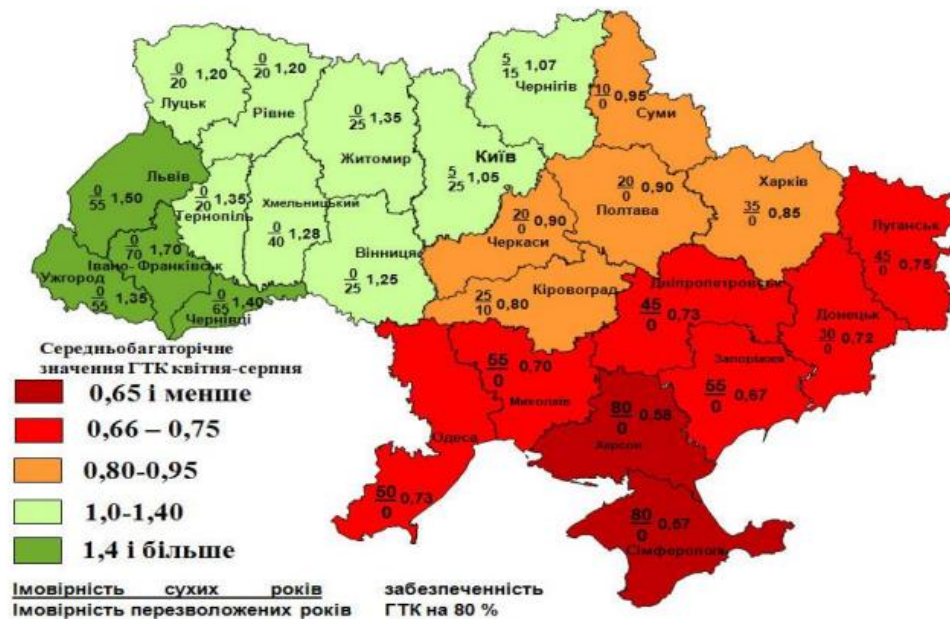 0
20 1,20
Луцьк
0
20 1,20
Рівне
0
25 1,35
Житомир
5
15 1,07
Чернігів
10
0 0,95
Суми
Київ
5
25 1,05
Львів
0
55 1,50
0
20 1,35
Тернопіль
Хмельницький
0
40 1,28
Вінниця
0
25 1,25
20
0 0,90
Черкаси
20
0 0,90
Полтава
Харків
35
0 0,85
Луганськ
45
0 0,75
0
70 1,70
Івано-Франківськ
Ужгород
0
55 1,35
0
65 1,40
Чернівці
25
10 0,80
Кіровоград
Дніпропетровськ
45
0 0,73
Донецьк
30
0 0,72
55
0 0,70
Миколаїв
Запоріжжя
55
0 0,67
80
0 0,58
Херсон
Одеса
50
0 0,73
80
0 0,57
Сімферополь
Середньобагаторічне
значення ГТК квітня-серпня
0,65 і менше
0,66 – 0,75
0,80-0,95
1,0-1,40
1,4 і більше
Імовірність сухих років забезпеченність
Імовірність перезволожених років ГТК на 80 %